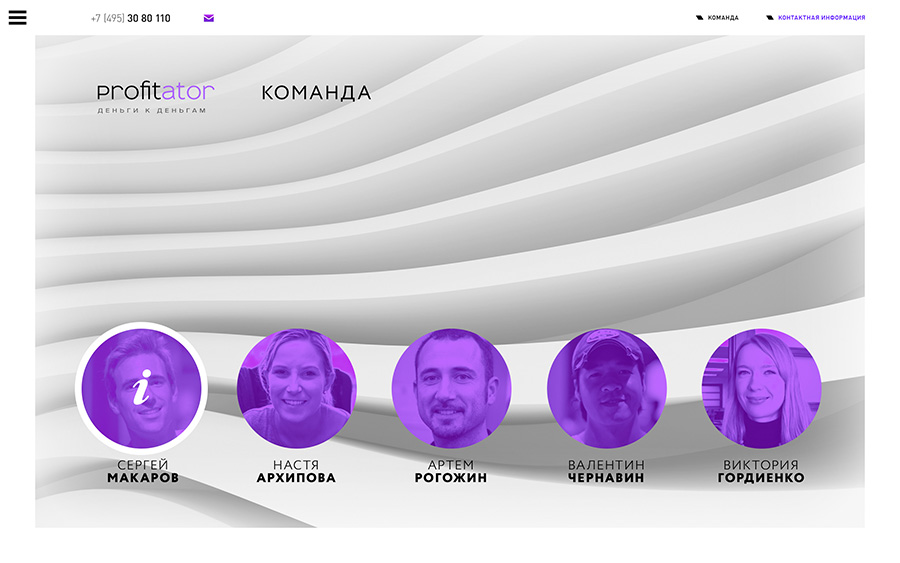 +7 (495) 30 80 110
КОМАНДА
КОНТАКТНАЯ ИНФОРМАЦИЯ
profitator
ДЕНЬГИ К ДЕНЬГАМ
КОМАНДА
i
СЕРГЕЙ
МАКАРОВ
НАСТЯ
АРХИПОВА
АРТЕМ
РОГОЖИН
ВАЛЕНТИН
ЧЕРНАВИН
ВИКТОРИЯ
ГОРДИЕНКО